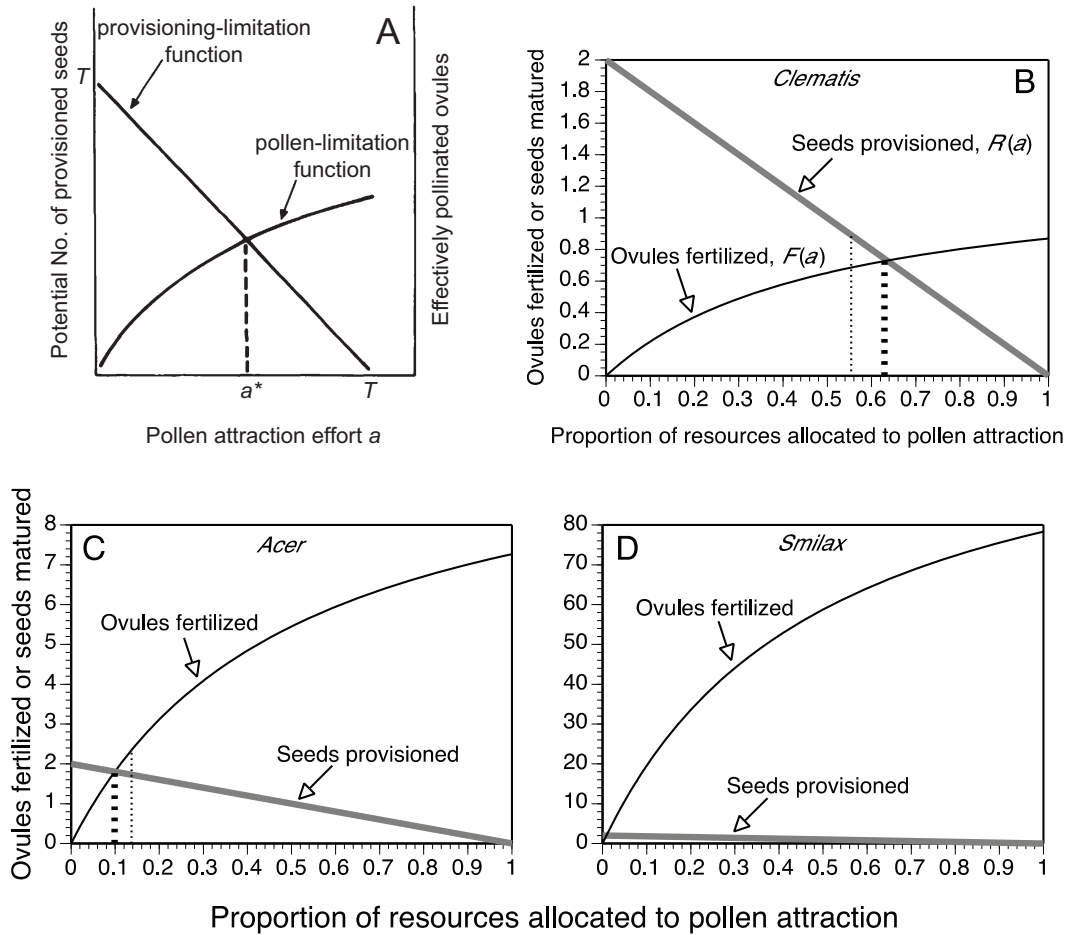 A
provisioning-limitation
function
T
pollen-limitation
function
Potential No. of provisioned seeds
Effectively pollinated ovules
a*
T
Pollen attraction effort a
B
Clematis
Seeds provisioned, R(a)
Ovules fertilized, F(a)
Ovules fertilized or seeds matured
2
1.8
1.6
1.4
1.2
1
0.8
0.6
0.4
0.2
0
0 0.1 0.2 0.3 0.4 0.5 0.6 0.7 0.8 0.9 1
Proportion of resources allocated to pollen attraction
C
Acer
Ovules fertilized
Seeds provisioned
Ovules fertilized or seeds matured
8
7
6
5
4
3
2
1
0
0 0.1 0.2 0.3 0.4 0.5 0.6 0.7 0.8 0.9 1
D
Smilax
Ovules fertilized
Seeds provisioned
80
70
60
50
40
30
20
10
0
0 0.1 0.2 0.3 0.4 0.5 0.6 0.7 0.8 0.9 1
Proportion of resources allocated to pollen attraction